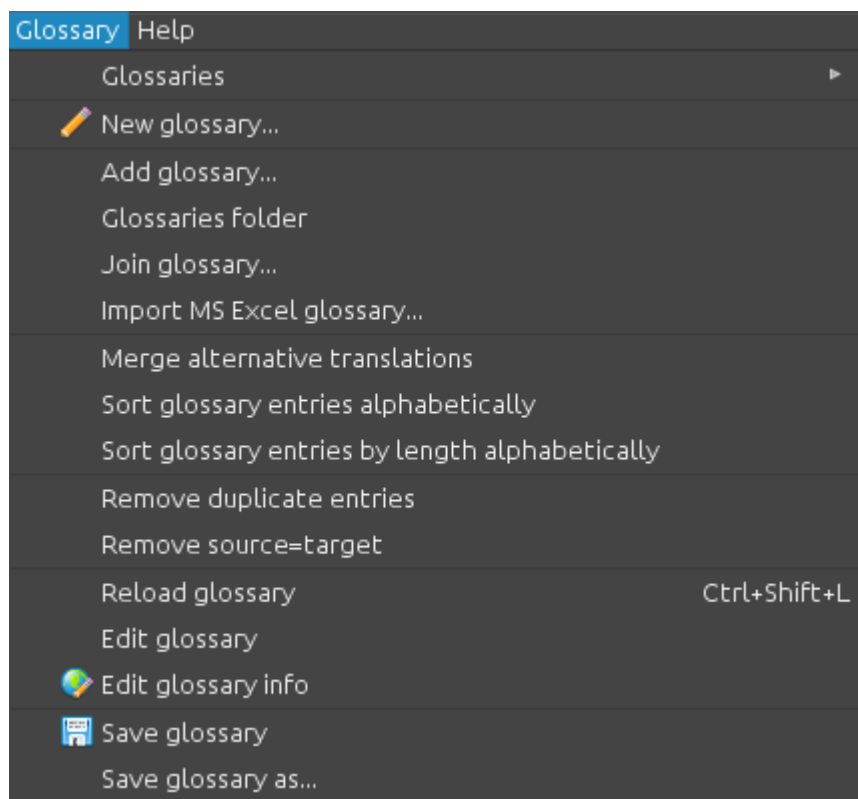 Glossary Help
Glossaries
New glossary...
Add glossary...
Glossaries folder
Join glossary...
Import MS Excel glossary...
Merge alternative translations
Sort glossary entries alphabetically
Sort glossary entries by length alphabetically
Remove duplicate entries
Remove source=target
Reload glossary Ctrl+Shift+L
Edit glossary
Edit glossary info
Save glossary
Save glossary as...